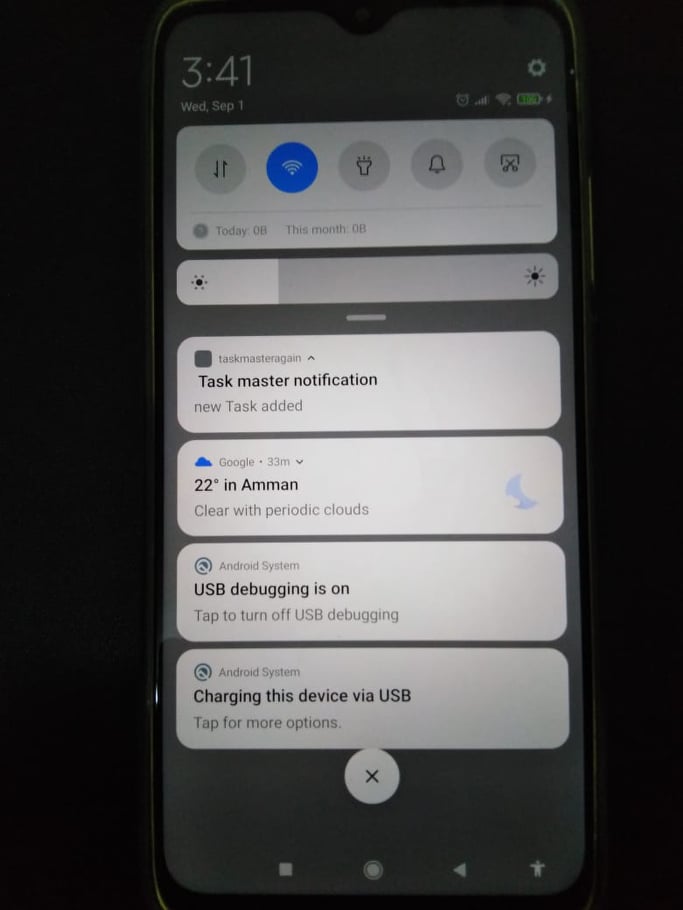 3:41
Wed, Sep 1
100
Today: 0B This month: 0B
taskmasteragain
Task master notification
new Task added
Google • 33m
22° in Amman
Clear with periodic clouds
Android System
USB debugging is on
Tap to turn off USB debugging
Android System
Charging this device via USB
Tap for more options.